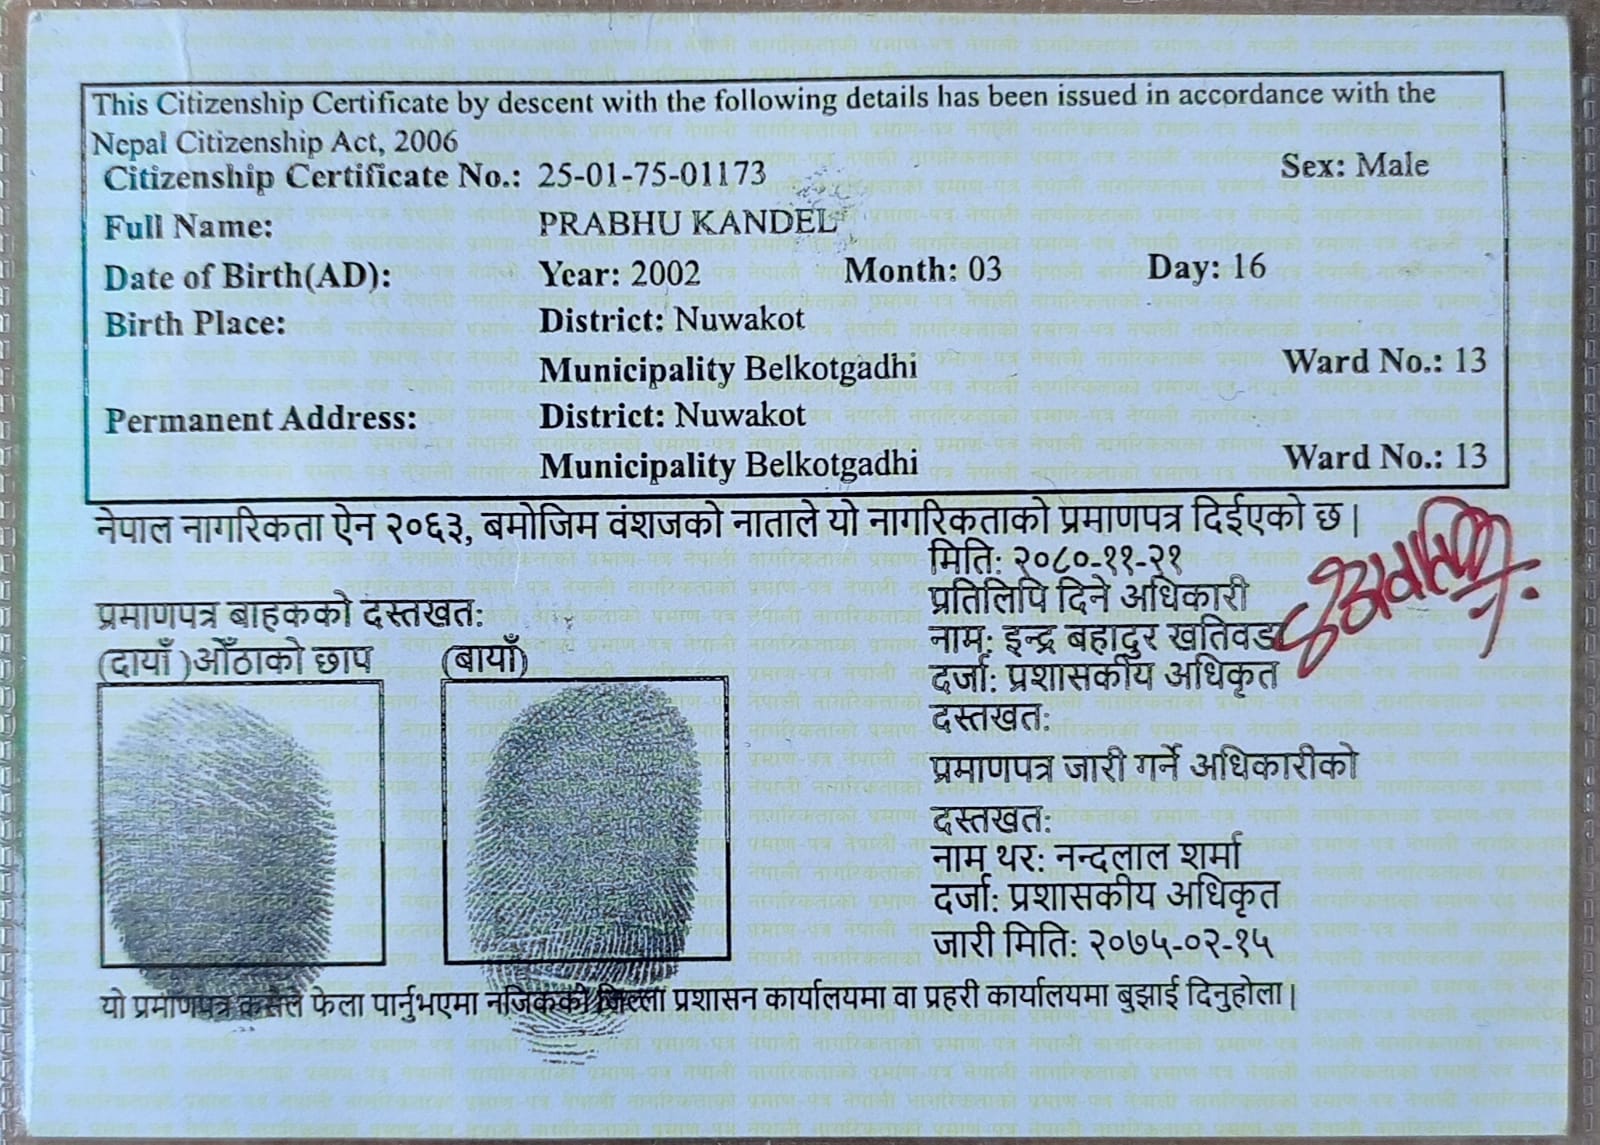 This Citizenship Certificate by descent with the following details has been issued in accordance with the
Nepal Citizenship Act, 2006
Citizenship Certificate No.: 25-01-75-01173 Sex: Male
Full Name: PRABHU KANDEL
Date of Birth(AD): Year: 2002 Month: 03 Day: 16
Birth Place: District: Nuwakot
Municipality Belkotgadhi Ward No.: 13
Permanent Address: District: Nuwakot
Municipality Belkotgadhi Ward No.: 13
नेपाल नागरिकता ऐन २०६३, बमोजिम वंशजको नाताले यो नागरिकताको प्रमाणपत्र दिईएको छ |
मिति: २०८०-११-२१
प्रतिलिपि दिने अधिकारी
नाम: इन्द्र बहादुर खतिवडा
दर्जा: प्रशासकीय अधिकृत
दस्तखत:
प्रमाणपत्र बाहकको दस्तखत:
(दायाँ )औंठाको छाप (बायाँ)
प्रमाणपत्र जारी गर्ने अधिकारीको
दस्तखत:
नाम थर: नन्दलाल शर्मा
दर्जा: प्रशासकीय अधिकृत
जारी मिति: २०७५-०२-१५
यो प्रमाणपत्र कसैले फेला पार्नुभएमा नजिकको जिल्ला प्रशासन कार्यालयमा वा प्रहरी कार्यालयमा बुझाई दिनुहोला |